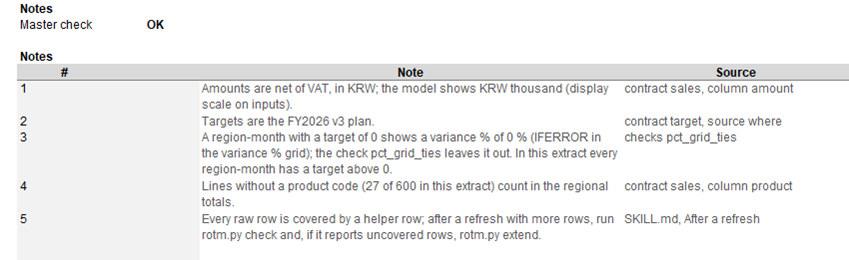 Notes
Master check OK
Notes
# Note Source
1 Amounts are net of VAT, in KRW; the model shows KRW thousand (display contract sales, column amount
scale on inputs).
2 Targets are the FY2026 v3 plan. contract target, source where
3 A region-month with a target of 0 shows a variance % of 0 % (IFERROR in checks pct_grid_ties
the variance % grid); the check pct_grid_ties leaves it out. In this extract every
region-month has a target above 0.
4 Lines without a product code (27 of 600 in this extract) count in the regional contract sales, column product
totals.
5 Every raw row is covered by a helper row; after a refresh with more rows, run SKILL.md, After a refresh
rotm.py check and, if it reports uncovered rows, rotm.py extend.